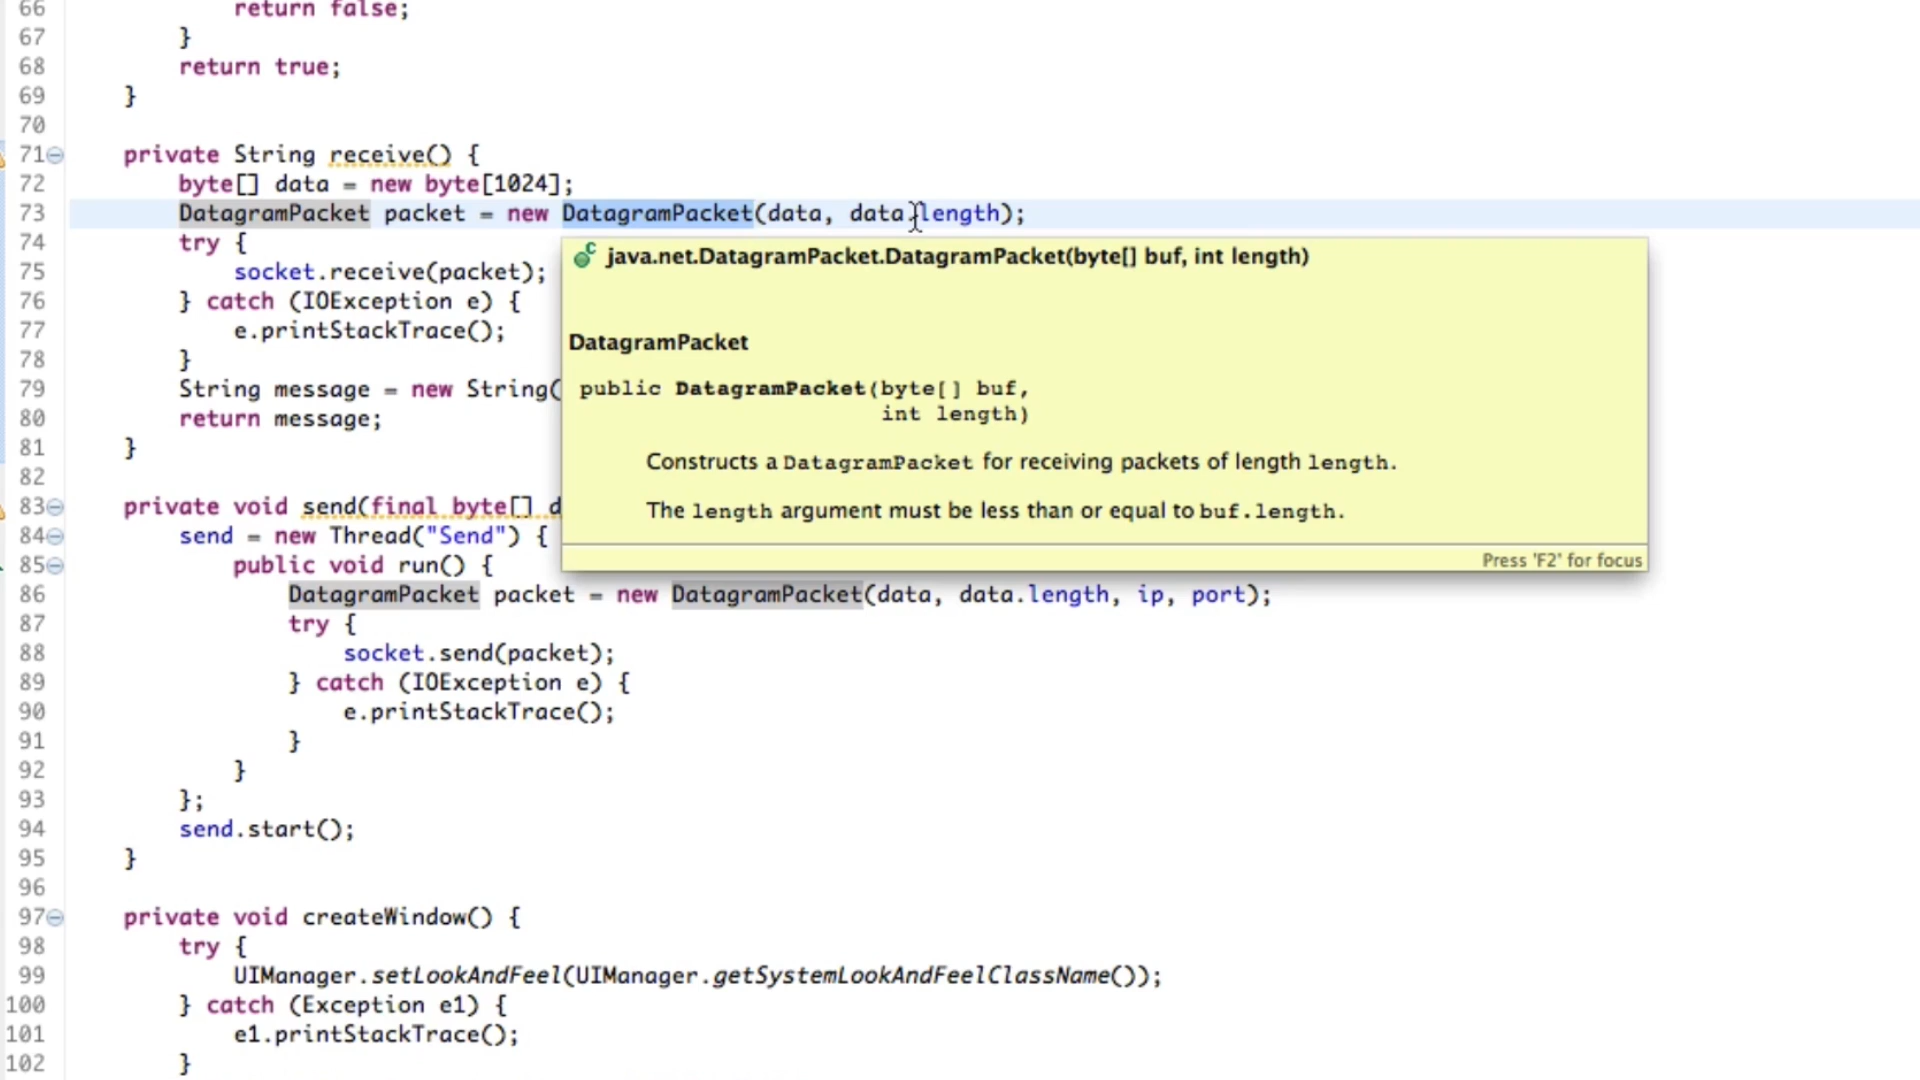 66 return false;
67 }
68 return true;
69 }
70
71 private String receive() {
72 byte[] data = new byte[1024];
73 DatagramPacket packet = new DatagramPacket(data, data.length);
74 try {
75 socket.receive(packet);
76 } catch (IOException e) {
77 e.printStackTrace();
78 }
79 String message = new String(
80 return message;
81 }
82
83 private void send(final byte[] d
84 send = new Thread("Send") {
85 public void run() {
java.net.DatagramPacket.DatagramPacket(byte[] buf, int length)
DatagramPacket
public DatagramPacket(byte[] buf,
int length)
Constructs a DatagramPacket for receiving packets of length length.
The length argument must be less than or equal to buf.length.
Press 'F2' for focus
86 DatagramPacket packet = new DatagramPacket(data, data.length, ip, port);
87 try {
88 socket.send(packet);
89 } catch (IOException e) {
90 e.printStackTrace();
91 }
92 }
93 };
94 send.start();
95 }
96
97 private void createWindow() {
98 try {
99 UIManager.setLookAndFeel(UIManager.getSystemLookAndFeelClassName());
100 } catch (Exception e1) {
101 e1.printStackTrace();
102 }